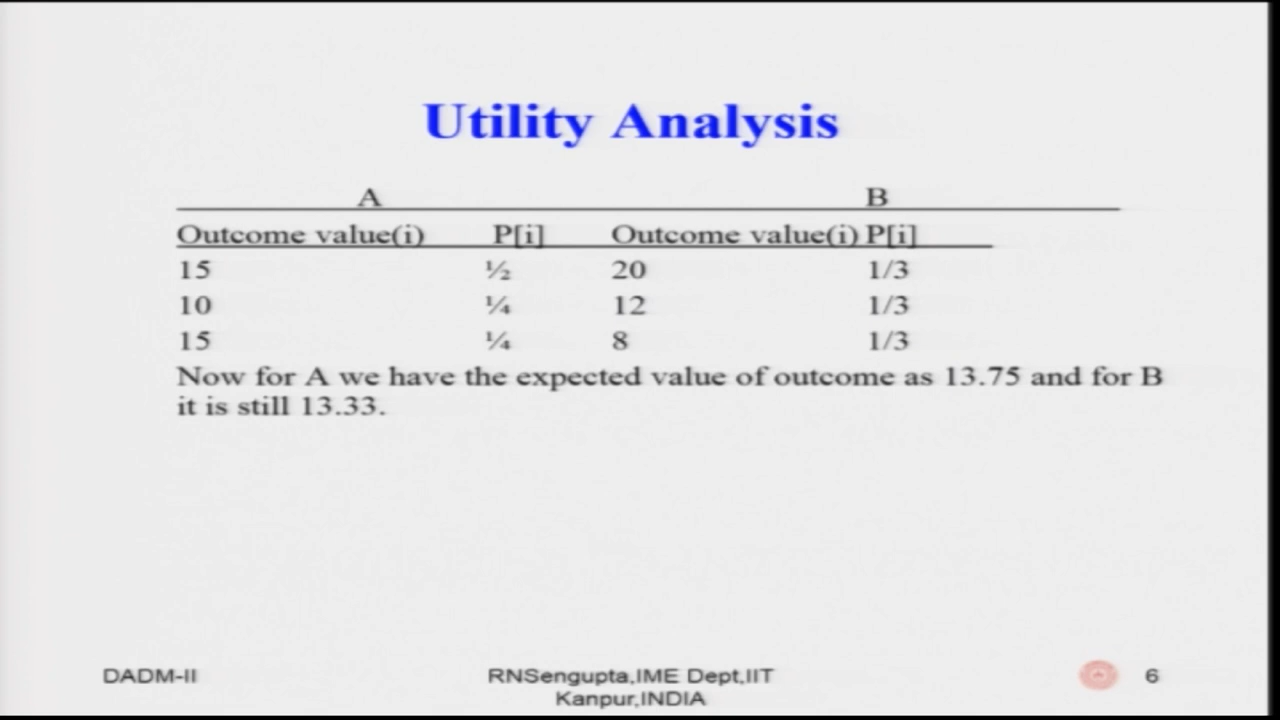 Utility Analysis
A B
Outcome value(i) P[i] Outcome value(i) P[i]
15 ½ 20 1/3
10 ¼ 12 1/3
15 ¼ 8 1/3
Now for A we have the expected value of outcome as 13.75 and for B
it is still 13.33.
DADM-II RNSengupta,IME Dept,IIT 6
Kanpur,INDIA